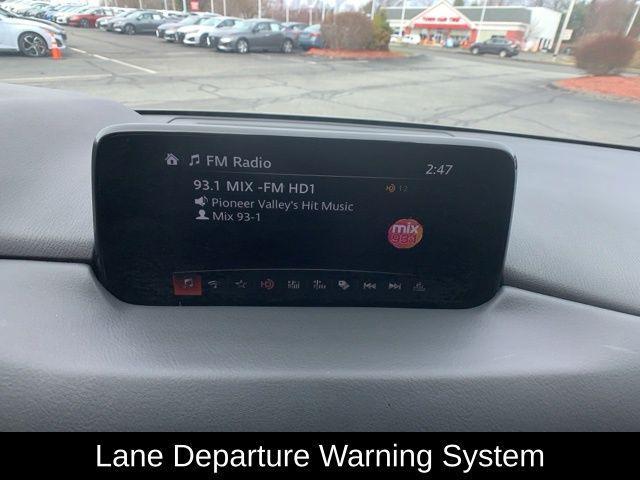 FM Radio
2:47
93.1 MIX -FM HD1
12
Pioneer Valley's Hit Music
Mix 93-1
mix
93.1
Lane Departure Warning System